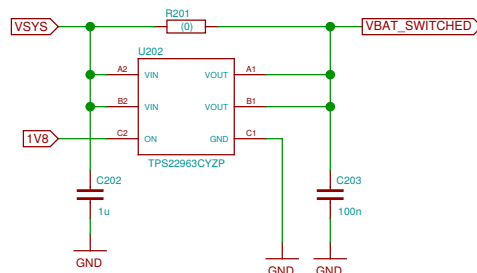 R201
VSYS (0) VBAT_SWITCHED
U202
A2 VIN VOUT A1
B2 VIN VOUT B1
1V8 C2 ON GND C1
TPS22963CYZP
C202 C203
1u 100n
GND GND GND